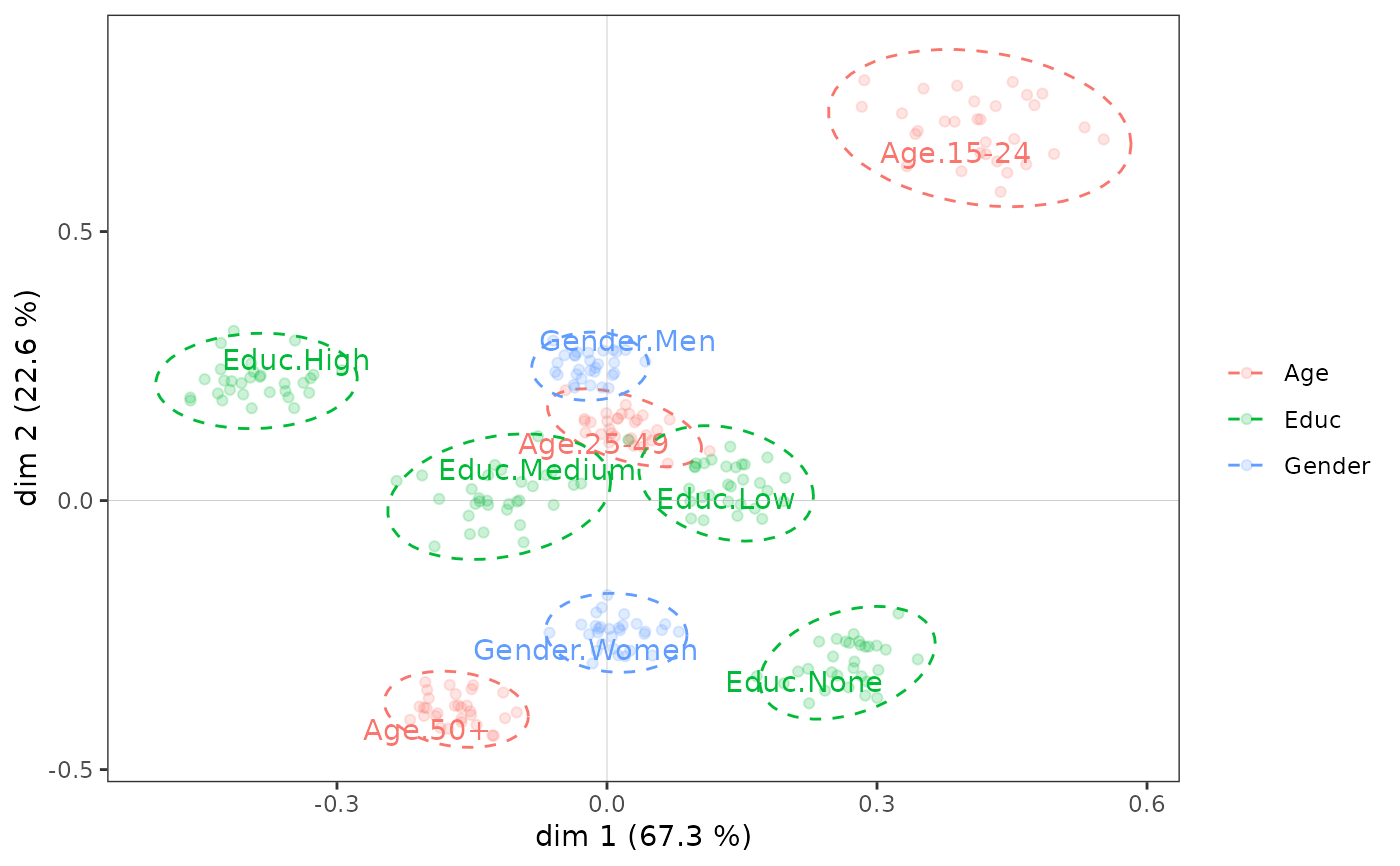 Age.15-24
0.5
Gender.Men
Educ.High
Age
Educ
Age.25-49
Educ.Medium
Gender
Educ.Low
0.0
Gender.Women
Educ.None
Age.50+
-0.5
-0.3
0.0
0.3
0.6
dim 1 (67.3 %)
dim 2 (22.6 %)